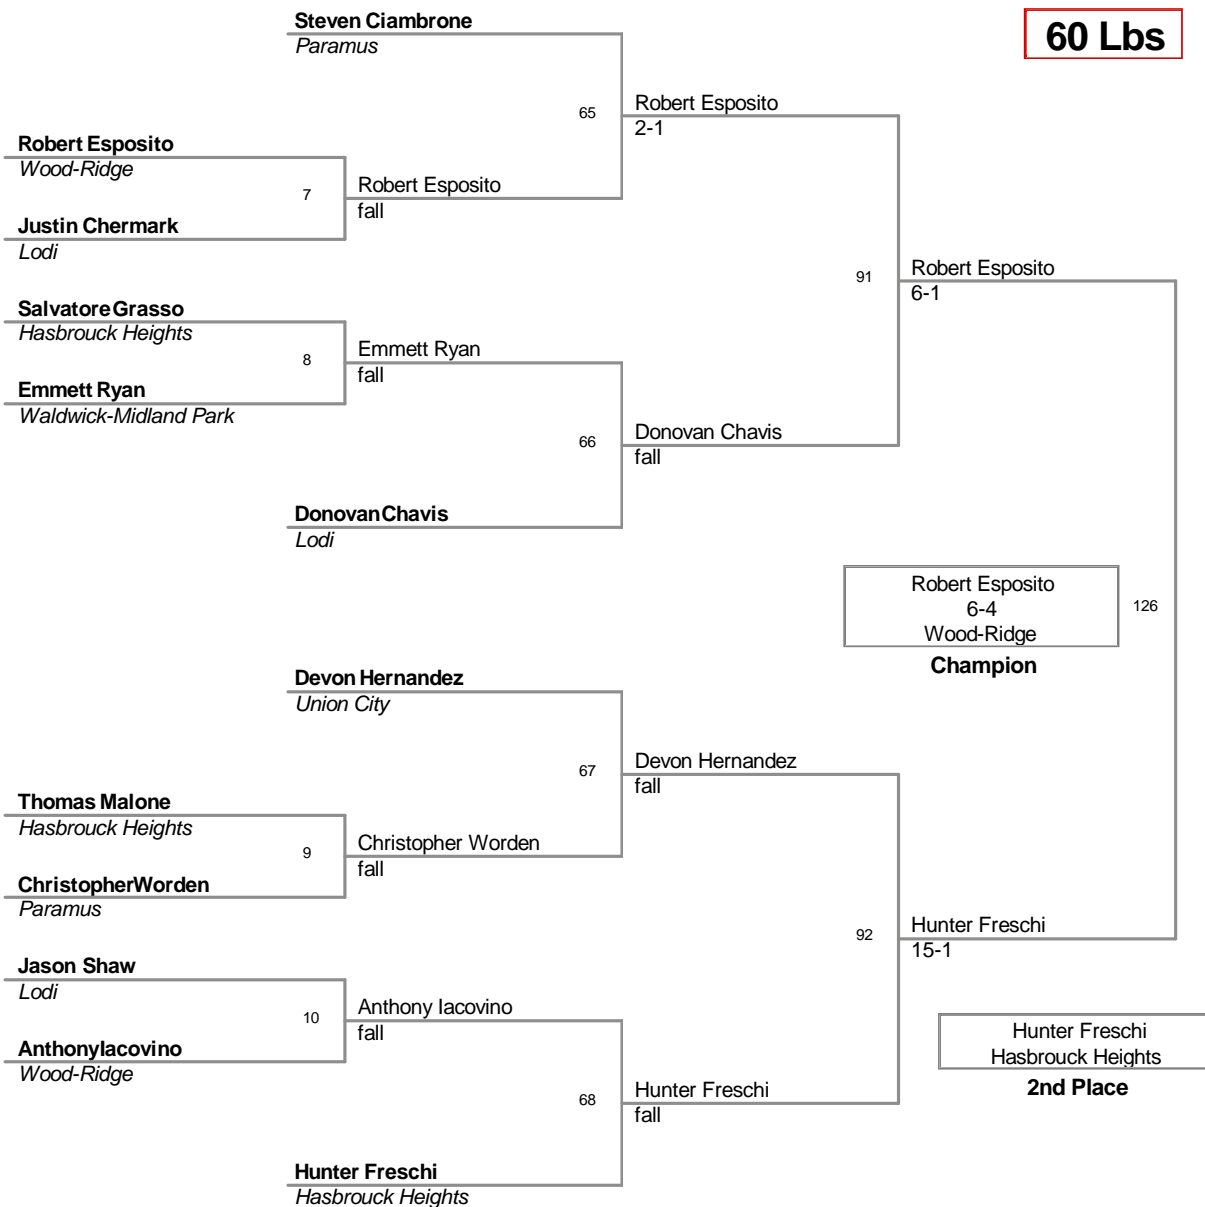 Steven Ciambrone
Paramus
60 Lbs
65
Robert Esposito
2-1
Robert Esposito
Wood-Ridge
7
Robert Esposito
fall
Justin Chermark
Lodi
91
Robert Esposito
6-1
Salvatore Grasso
Hasbrouck Heights
8
Emmett Ryan
fall
Emmett Ryan
Waldwick-Midland Park
66
Donovan Chavis
fall
Donovan Chavis
Lodi
Robert Esposito
6-4
Wood-Ridge
126
Champion
Devon Hernandez
Union City
67
Devon Hernandez
fall
Thomas Malone
Hasbrouck Heights
9
Christopher Worden
fall
Christopher Worden
Paramus
92
Hunter Freschi
15-1
Jason Shaw
Lodi
10
Anthony Iacovino
fall
Anthony Iacovino
Wood-Ridge
Hunter Freschi
Hasbrouck Heights
2nd Place
68
Hunter Freschi
fall
Hunter Freschi
Hasbrouck Heights